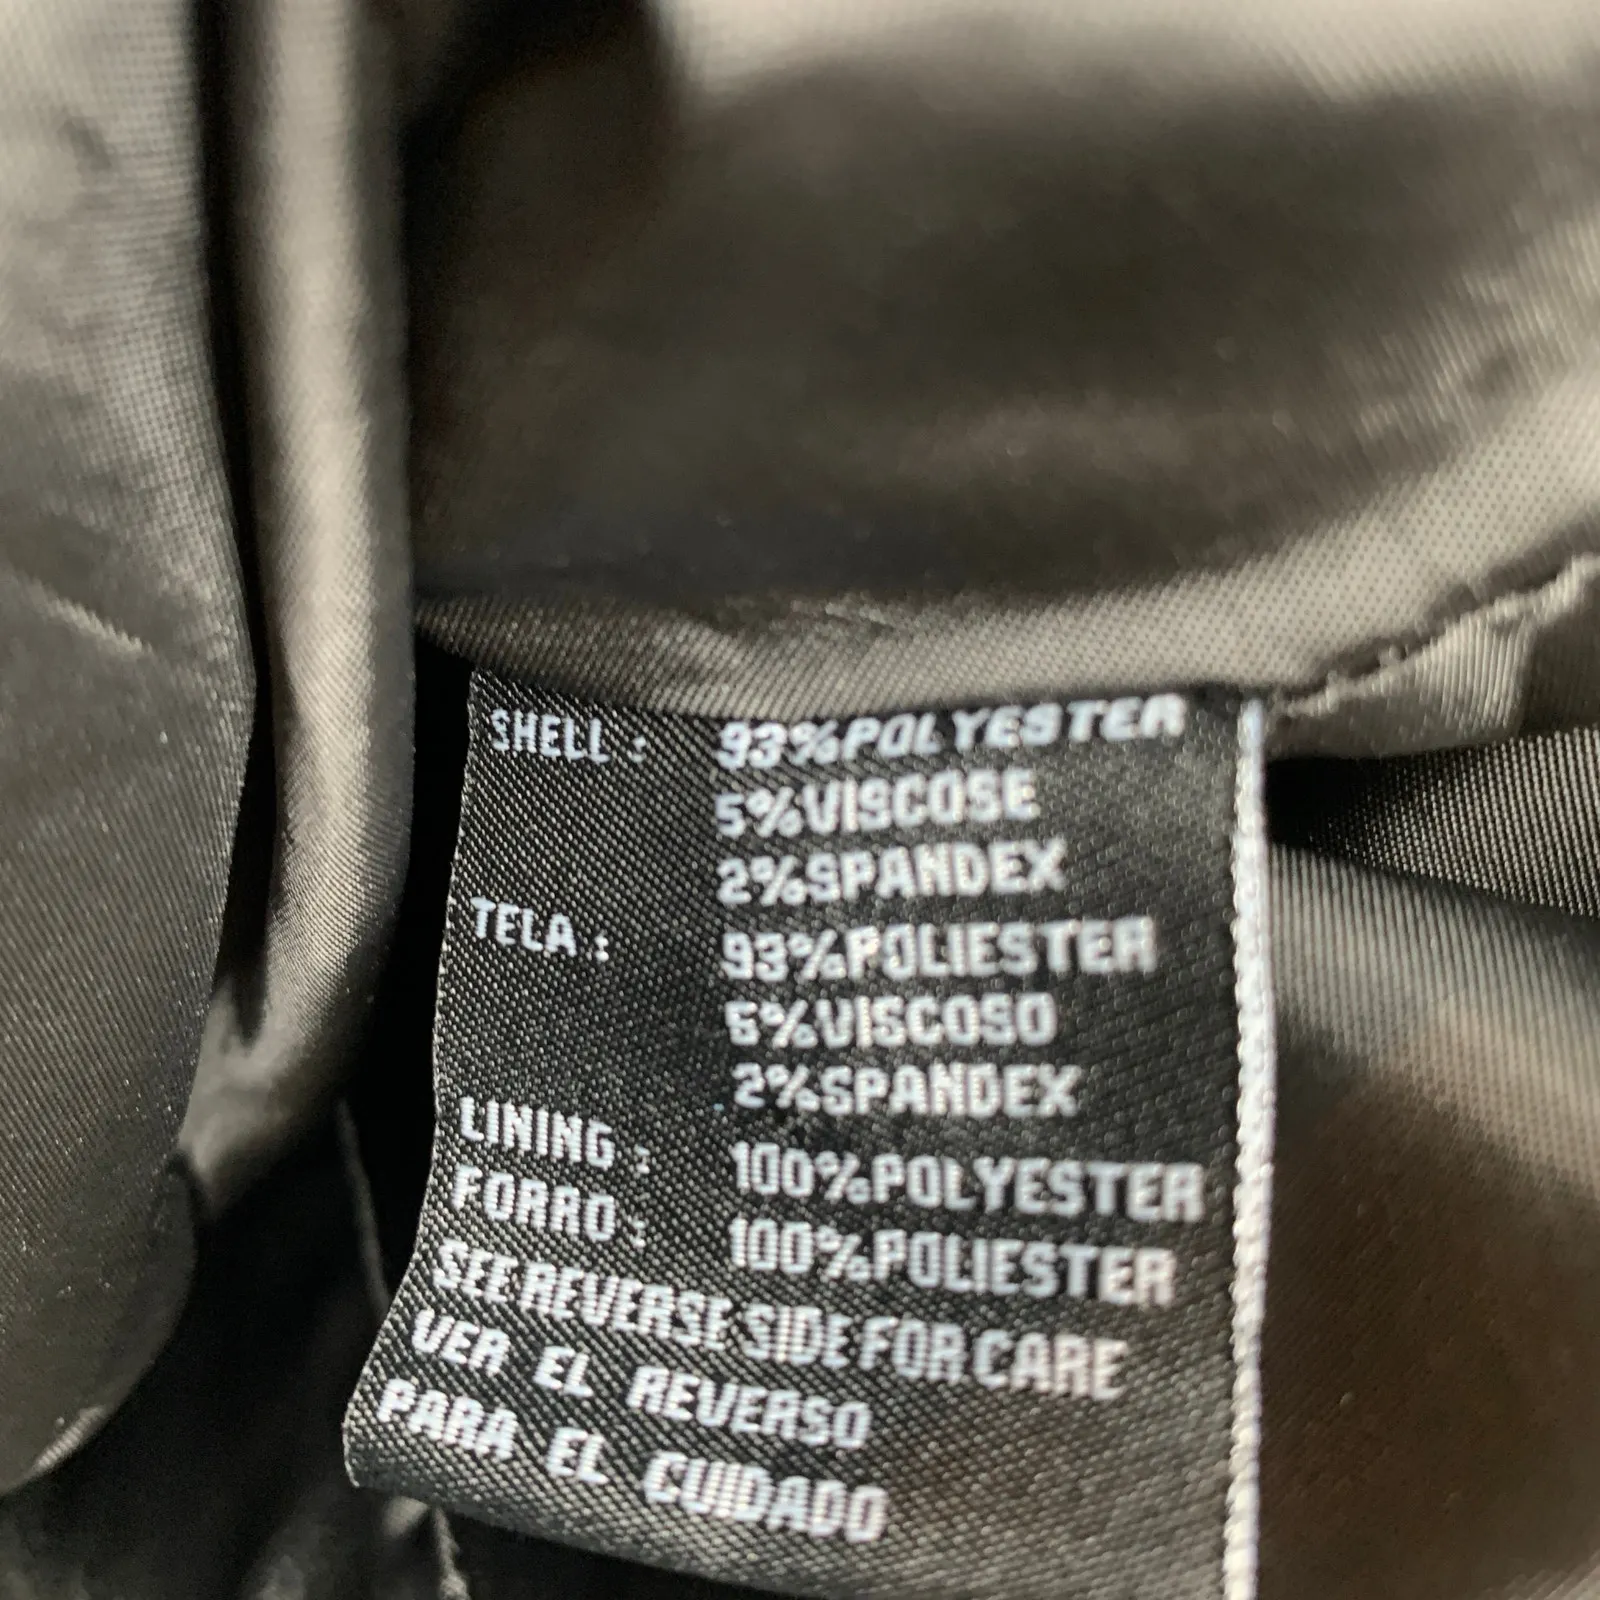 SHELL : 93%POLYESTER
5%VISCOSE
2%SPANDEX
TELA : 93%POLIESTER
5%VISCOSO
2%SPANDEX
LINING : 100%POLYESTER
FORRO : 100%POLIESTER
SEE REVERSE SIDE FOR CARE
VER EL REVERSO
PARA EL CUIDADO